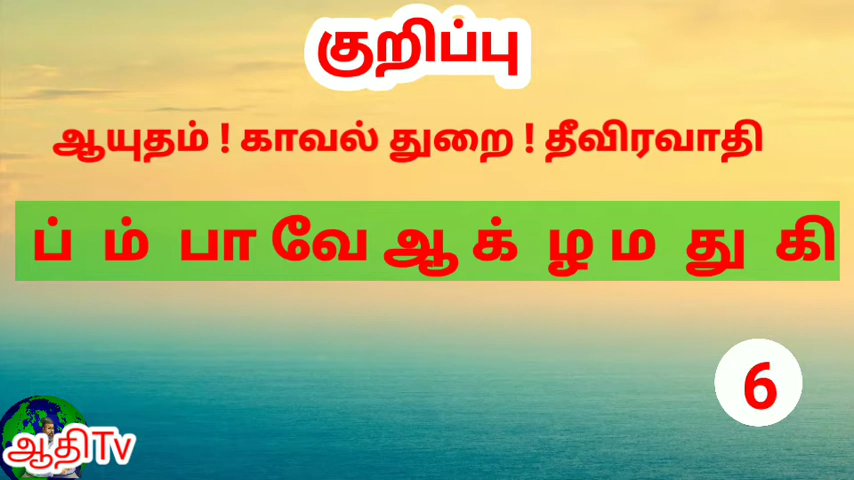 குறிப்பு
ஆயுதம் ! காவல் துறை ! தீவிரவாதி
ப் ம் பா வே ஆ க் ழ ம து கி
6
ஆதிTv